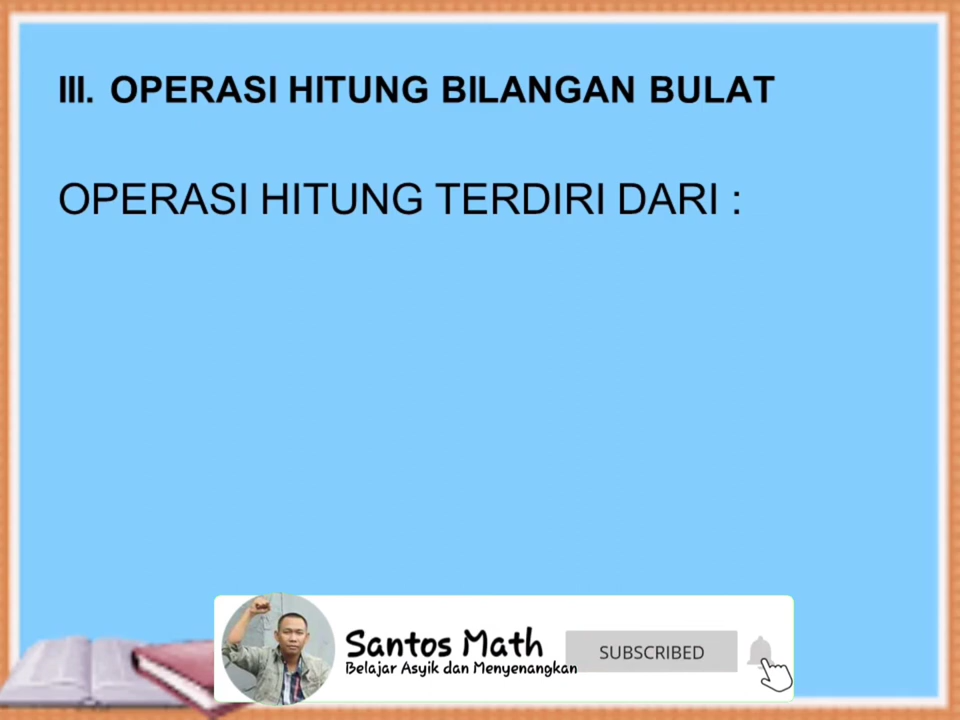 III. OPERASI HITUNG BILANGAN BULAT
OPERASI HITUNG TERDIRI DARI :
Santos Math
Belajar Asyik dan Menyenangkan
SUBSCRIBED